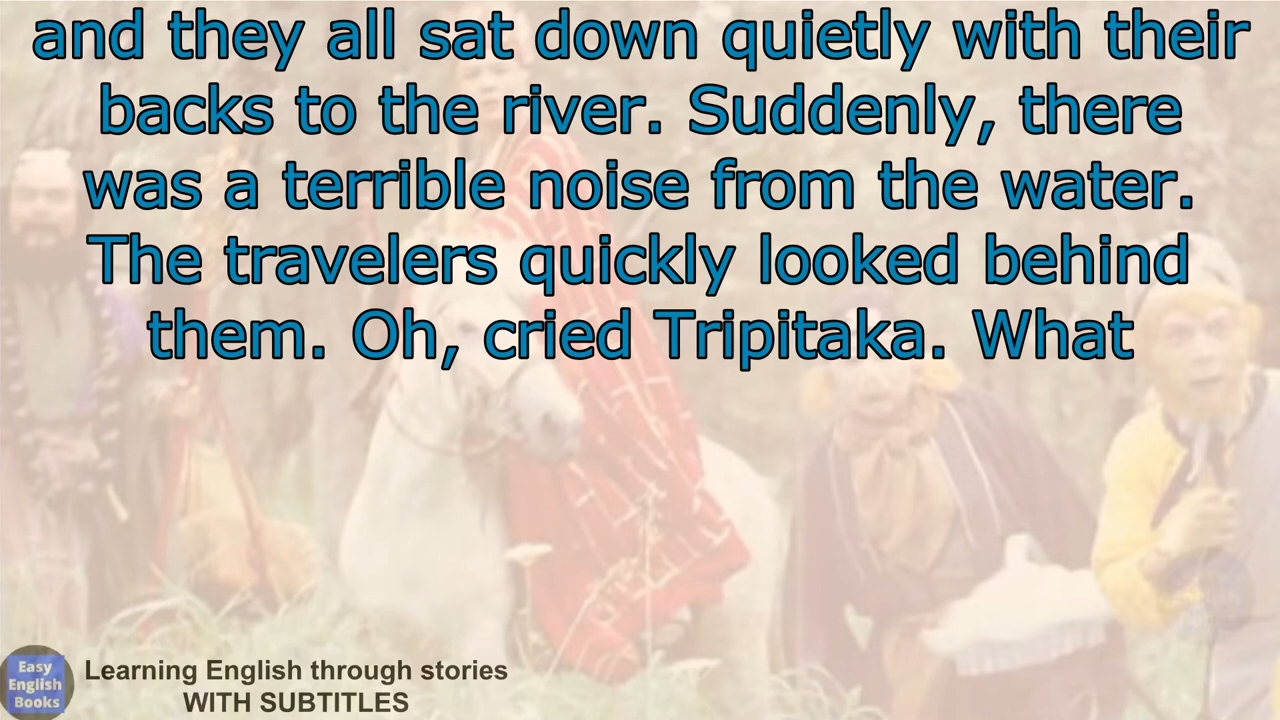 and they all sat down quietly with their
backs to the river. Suddenly, there
was a terrible noise from the water.
The travelers quickly looked behind
them. Oh, cried Tripitaka. What
Easy
English
Books
Learning English through stories
WITH SUBTITLES